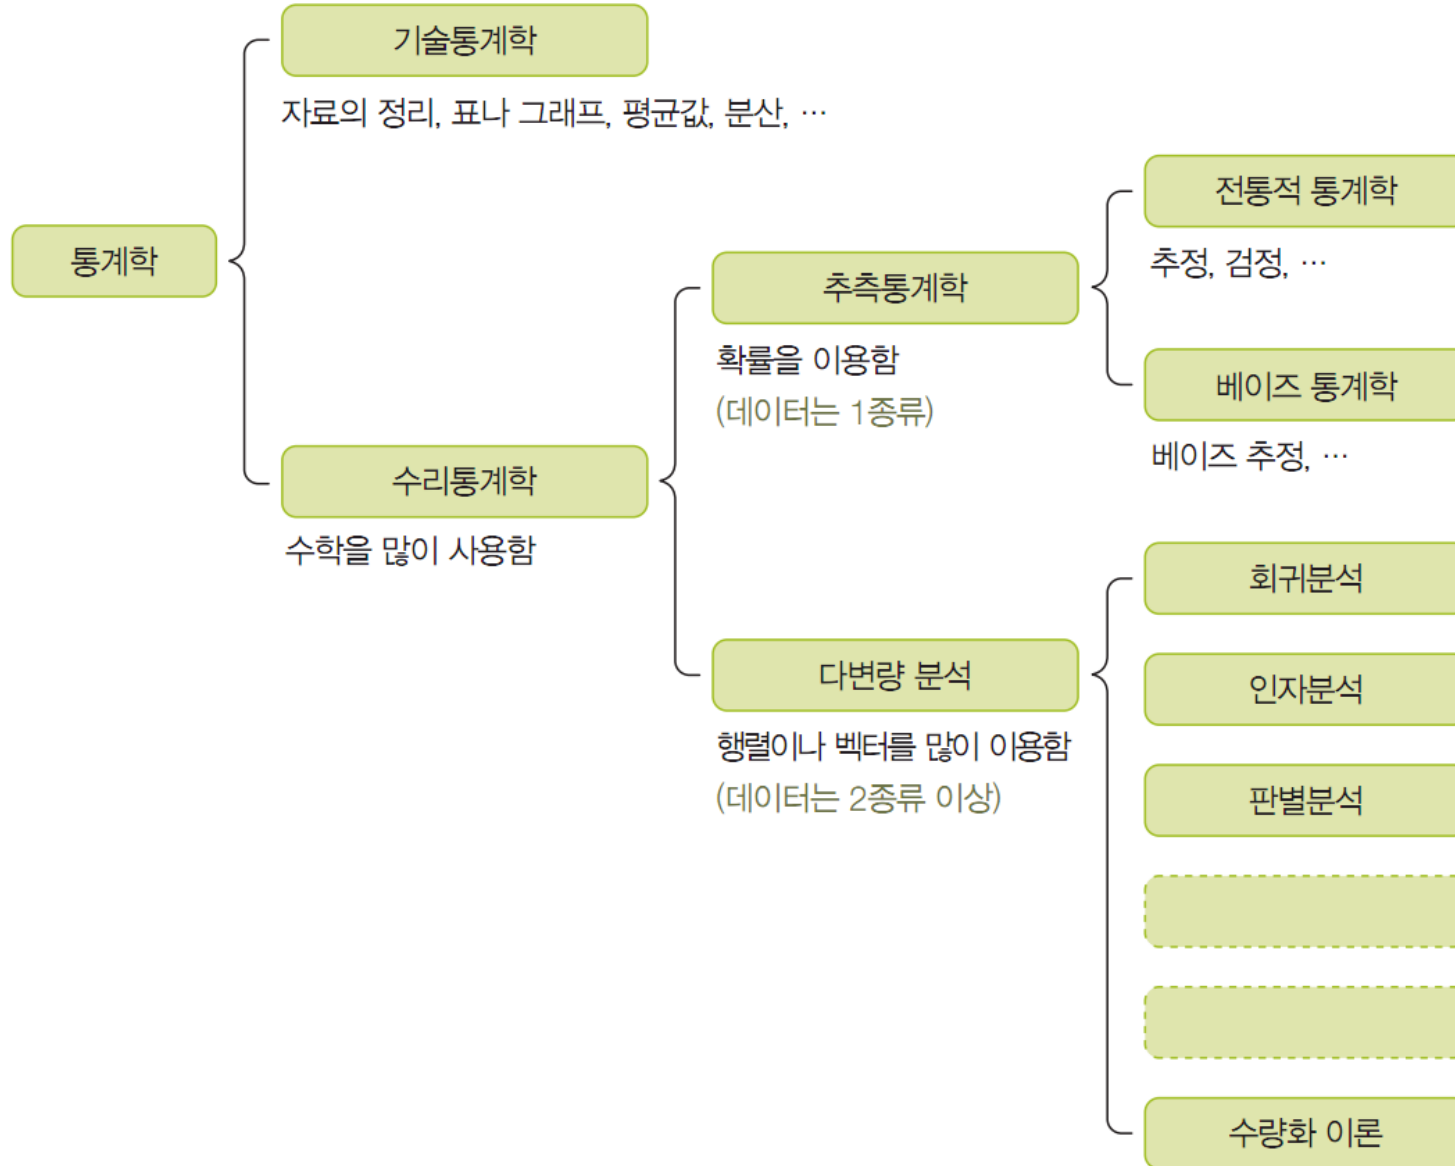 기술통계학
자료의 정리, 표나 그래프, 평균값, 분산, …
전통적 통계학
통계학
추정, 검정, …
추측통계학
확률을 이용함
(데이터는 1종류)
베이즈 통계학
베이즈 추정, …
수리통계학
수학을 많이 사용함
회귀분석
다변량 분석
행렬이나 벡터를 많이 이용함
(데이터는 2종류 이상)
인자분석
판별분석
수량화 이론